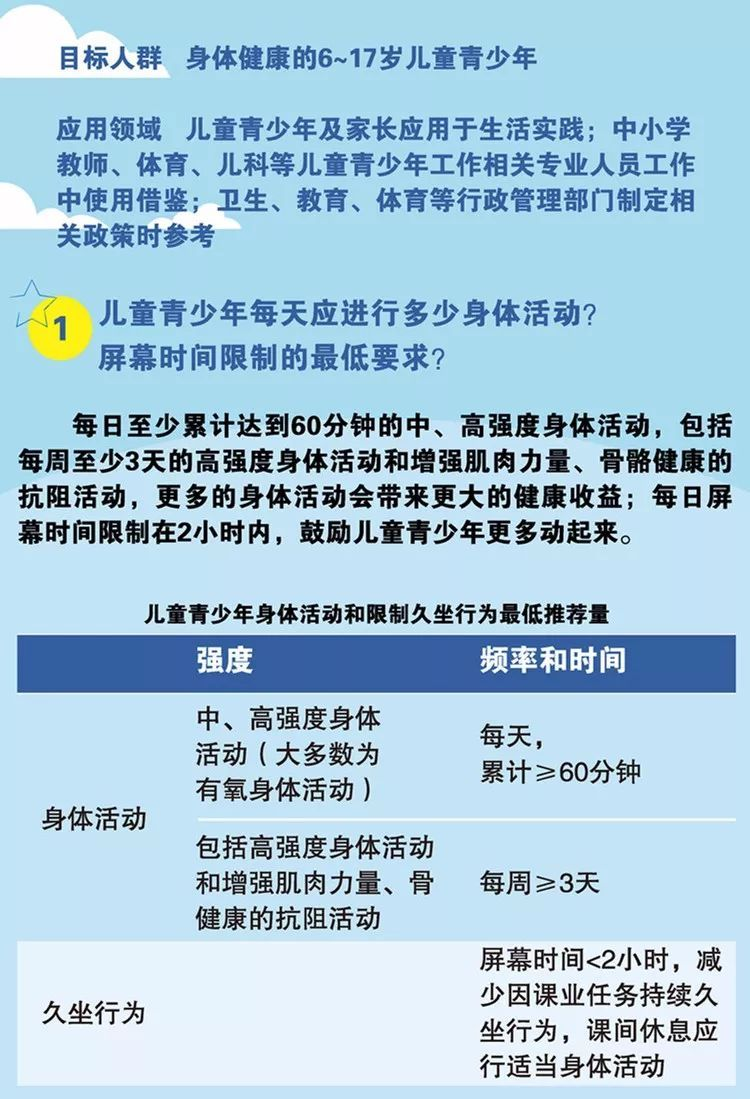 目标人群 身体健康的6~17岁儿童青少年
应用领域 儿童青少年及家长应用于生活实践；中小学
教师、体育、儿科等儿童青少年工作相关专业人员工作
中使用借鉴；卫生、教育、体育等行政管理部门制定相
关政策时参考
1
儿童青少年每天应进行多少身体活动？
屏幕时间限制的最低要求？
每日至少累计达到60分钟的中、高强度身体活动，包括
每周至少3天的高强度身体活动和增强肌肉力量、骨骼健康的
抗阻活动，更多的身体活动会带来更大的健康收益；每日屏
幕时间限制在2小时内，鼓励儿童青少年更多动起来。
儿童青少年身体活动和限制久坐行为最低推荐量
强度 频率和时间
身体活动
中、高强度身体
活动（大多数为
有氧身体活动）
每天，
累计≥60分钟
包括高强度身体活动
和增强肌肉力量、骨
健康的抗阻活动
每周≥3天
久坐行为
屏幕时间<2小时，减
少因课业任务持续久
坐行为，课间休息应
行适当身体活动